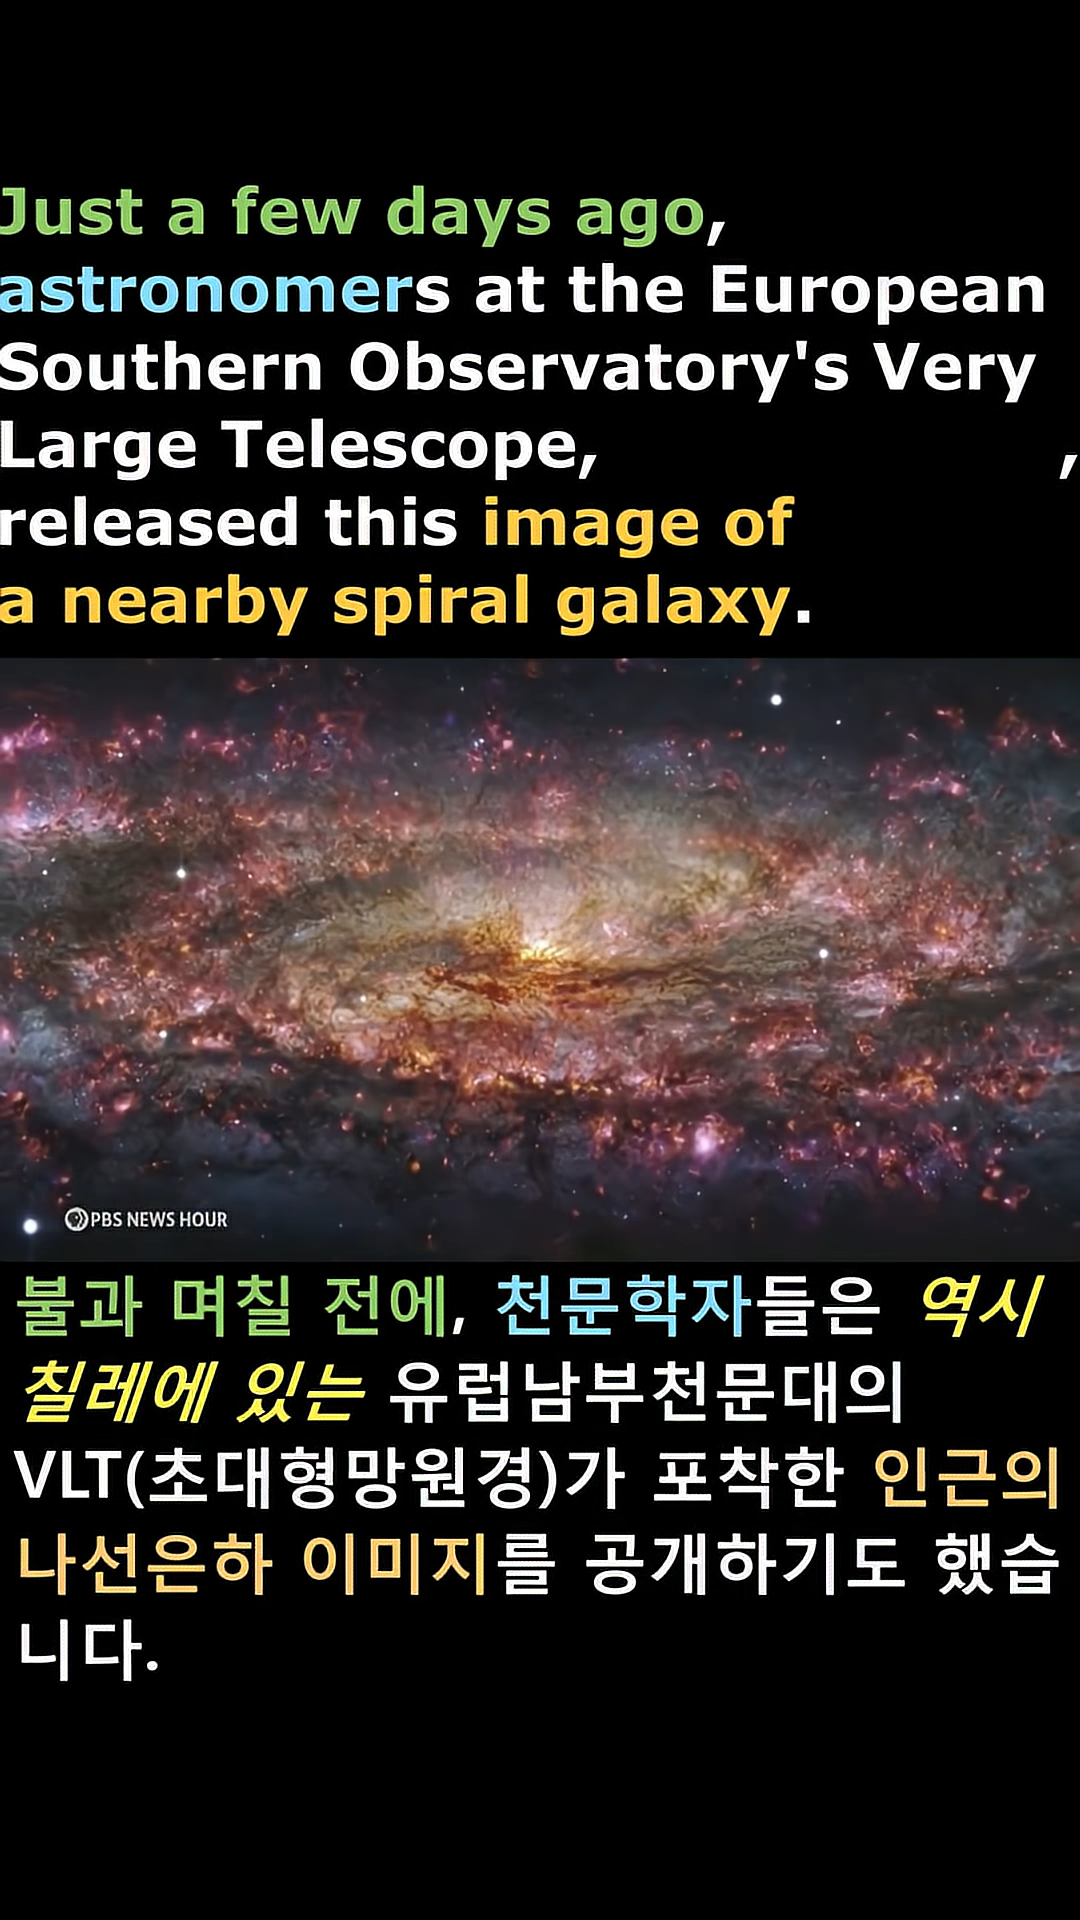 Just a few days ago,
astronomers at the European
Southern Observatory's Very
Large Telescope, ,
released this image of
a nearby spiral galaxy.
PBS NEWS HOUR
불과 며칠 전에, 천문학자들은 역시
칠레에 있는 유럽남부천문대의
VLT(초대형망원경)가 포착한 인근의
나선은하 이미지를 공개하기도 했습
니다.